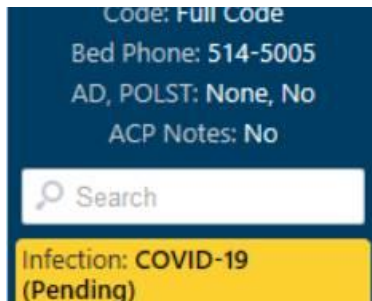 Code: Full Code
Bed Phone: 514-5005
AD, POLST: None, No
ACP Notes: No
Search
Infection: COVID-19
(Pending)